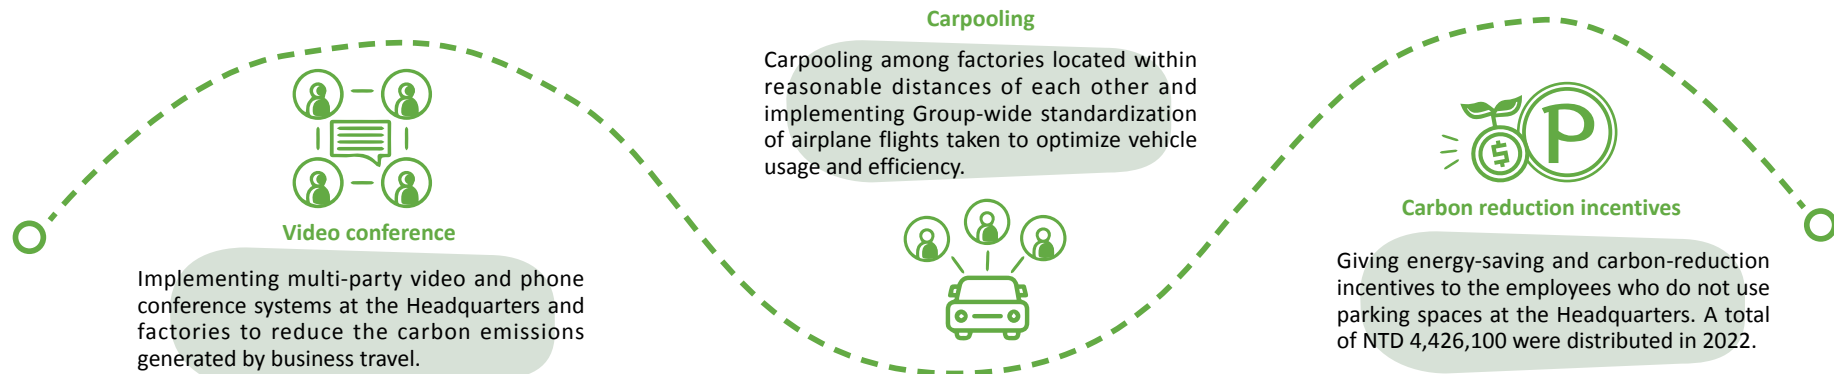 Video conference
Implementing multi-party video and phone
conference systems at the Headquarters and
factories to reduce the carbon emissions
generated by business travel.
Carpooling
Carpooling among factories located within
reasonable distances of each other and
implementing Group-wide standardization
of airplane flights taken to optimize vehicle
usage and efficiency.
$
P
Carbon reduction incentives
Giving energy-saving and carbon-reduction
incentives to the employees who do not use
parking spaces at the Headquarters. A total
of NTD 4,426,100 were distributed in 2022.